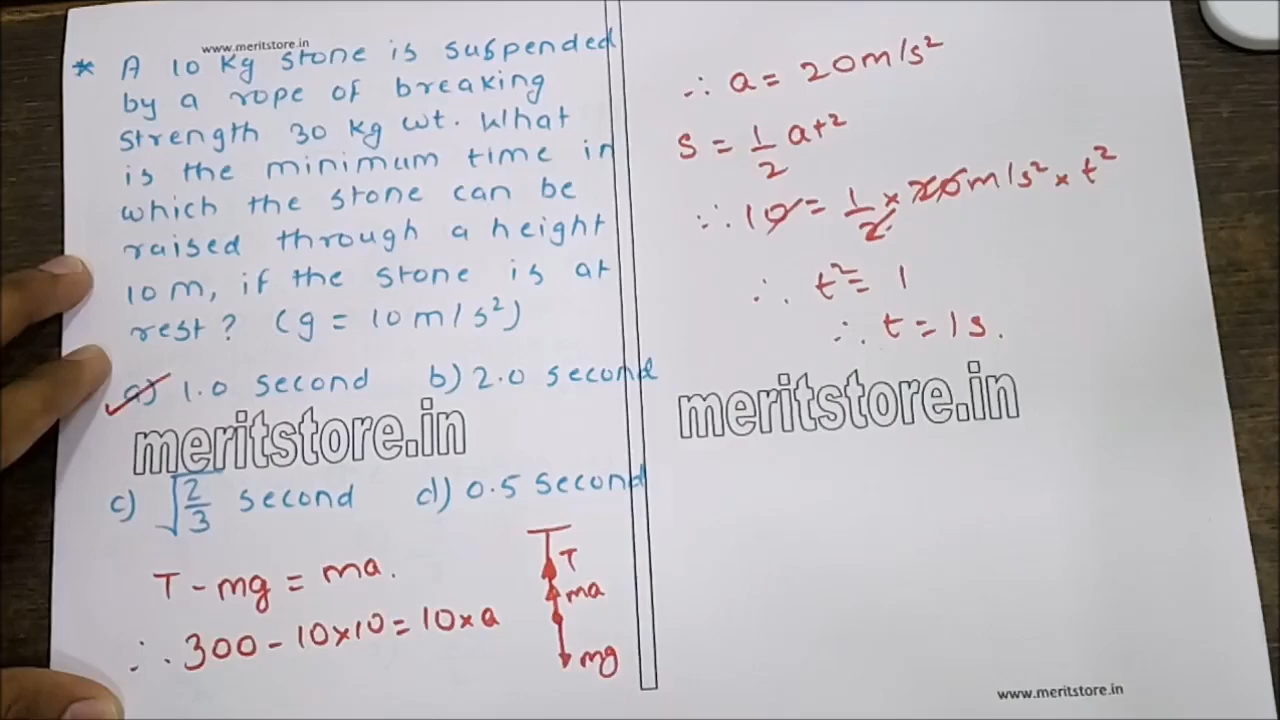 www.meritstore.in
* A 10 Kg stone is suspended
by a rope of breaking
strength 30 kg wt. What
is the minimum time in
which the stone can be
raised through a height
10 m, if the stone is at
rest? (g = 10 m/s²)
a) 1.0 second b) 2.0 second
meritstore.in
c) √2/3 second d) 0.5 second
T - mg = ma.
∴ 300 - 10×10 = 10×a
T
ma
mg
∴ a = 20m/s²
s = 1/2 at²
∴ 10 = 1/2 × 20m/s² × t²
∴ t² = 1
∴ t = 1s.
meritstore.in
www.meritstore.in